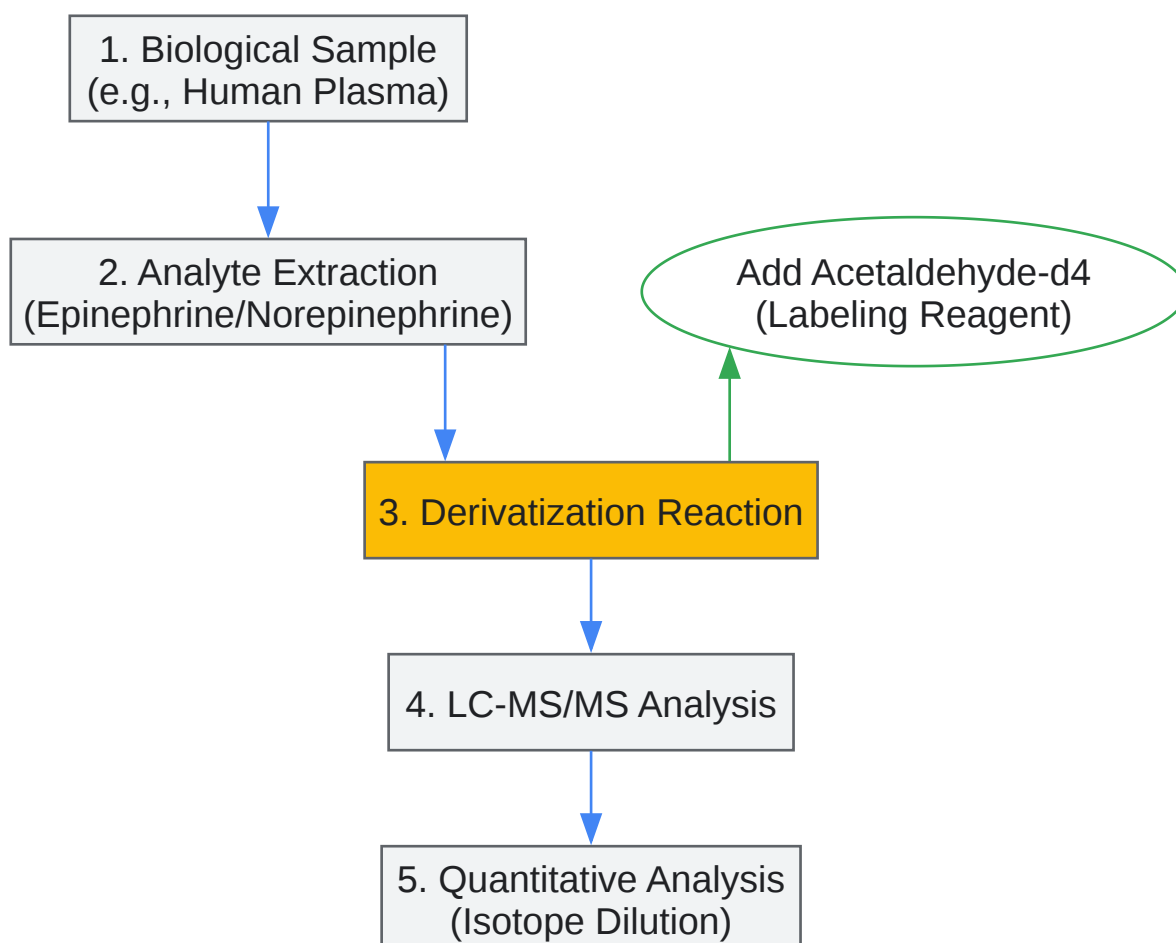 1. Biological Sample
(e.g., Human Plasma)
2. Analyte Extraction
(Epinephrine/Norepinephrine)
Add Acetaldehyde-d4
(Labeling Reagent)
3. Derivatization Reaction
4. LC-MS/MS Analysis
5. Quantitative Analysis
(Isotope Dilution)